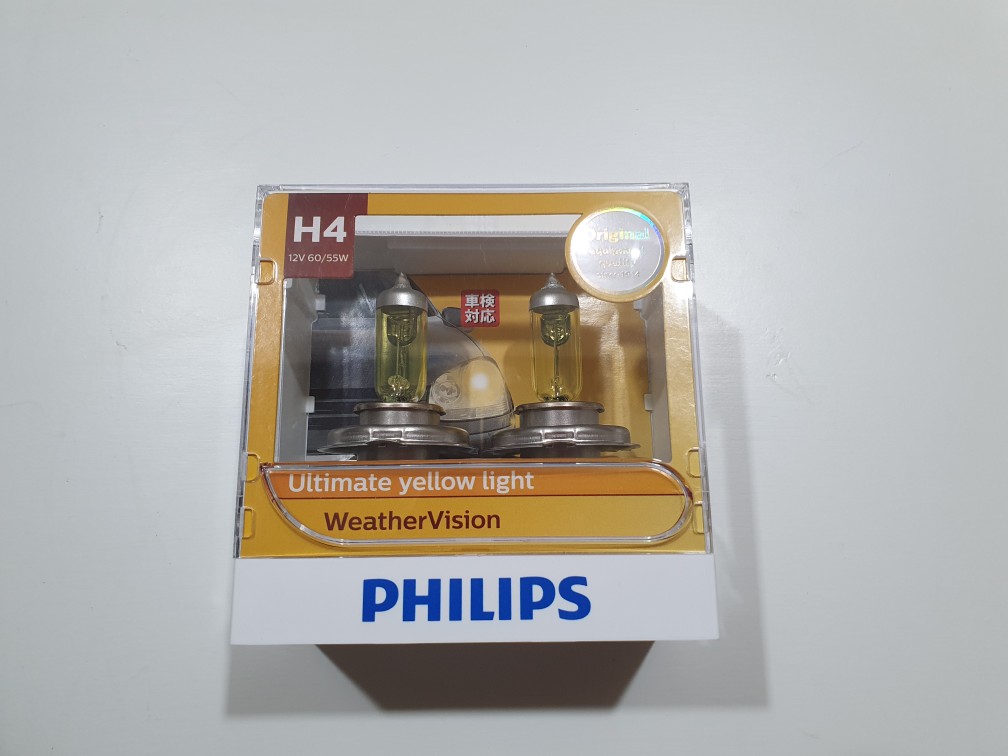 H4
12V 60/55W
Original
車検
対応
Ultimate yellow light
WeatherVision
PHILIPS